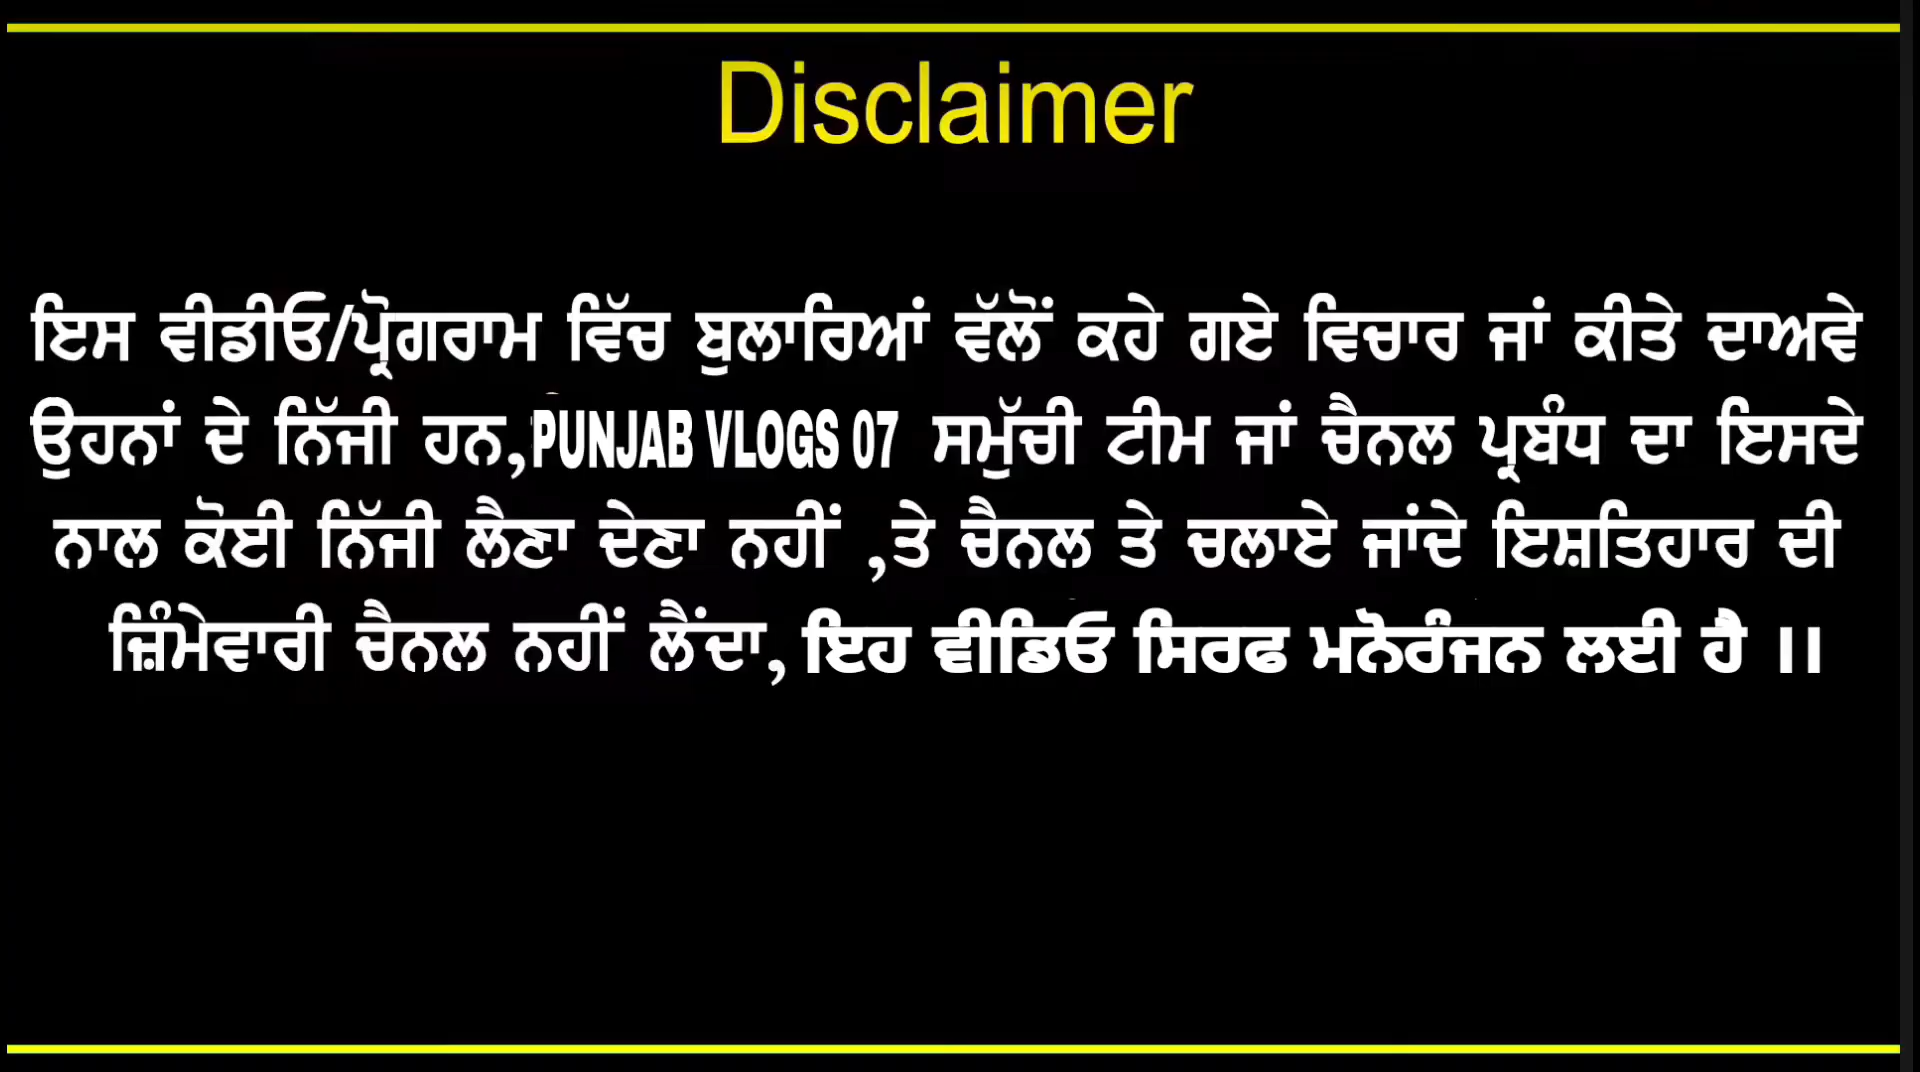 Disclaimer
ਇਸ ਵੀਡੀਓ/ਪ੍ਰੋਗਰਾਮ ਵਿੱਚ ਬੁਲਾਰਿਆਂ ਵੱਲੋਂ ਕਹੇ ਗਏ ਵਿਚਾਰ ਜਾਂ ਕੀਤੇ ਦਾਅਵੇ
ਉਹਨਾਂ ਦੇ ਨਿੱਜੀ ਹਨ,PUNJAB VLOGS 07 ਸਮੁੱਚੀ ਟੀਮ ਜਾਂ ਚੈਨਲ ਪ੍ਰਬੰਧ ਦਾ ਇਸਦੇ
ਨਾਲ ਕੋਈ ਨਿੱਜੀ ਲੈਣਾ ਦੇਣਾ ਨਹੀਂ ,ਤੇ ਚੈਨਲ ਤੇ ਚਲਾਏ ਜਾਂਦੇ ਇਸ਼ਤਿਹਾਰ ਦੀ
ਜ਼ਿੰਮੇਵਾਰੀ ਚੈਨਲ ਨਹੀਂ ਲੈਂਦਾ, ਇਹ ਵੀਡਿਓ ਸਿਰਫ ਮਨੋਰੰਜਨ ਲਈ ਹੈ ।।